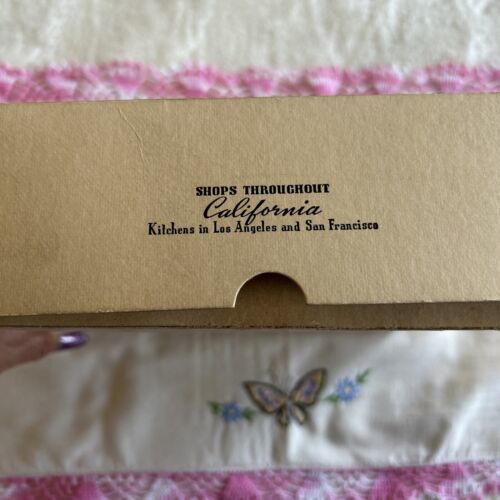 SHOPS THROUGHOUT
California
Kitchens in Los Angeles and San Francisco